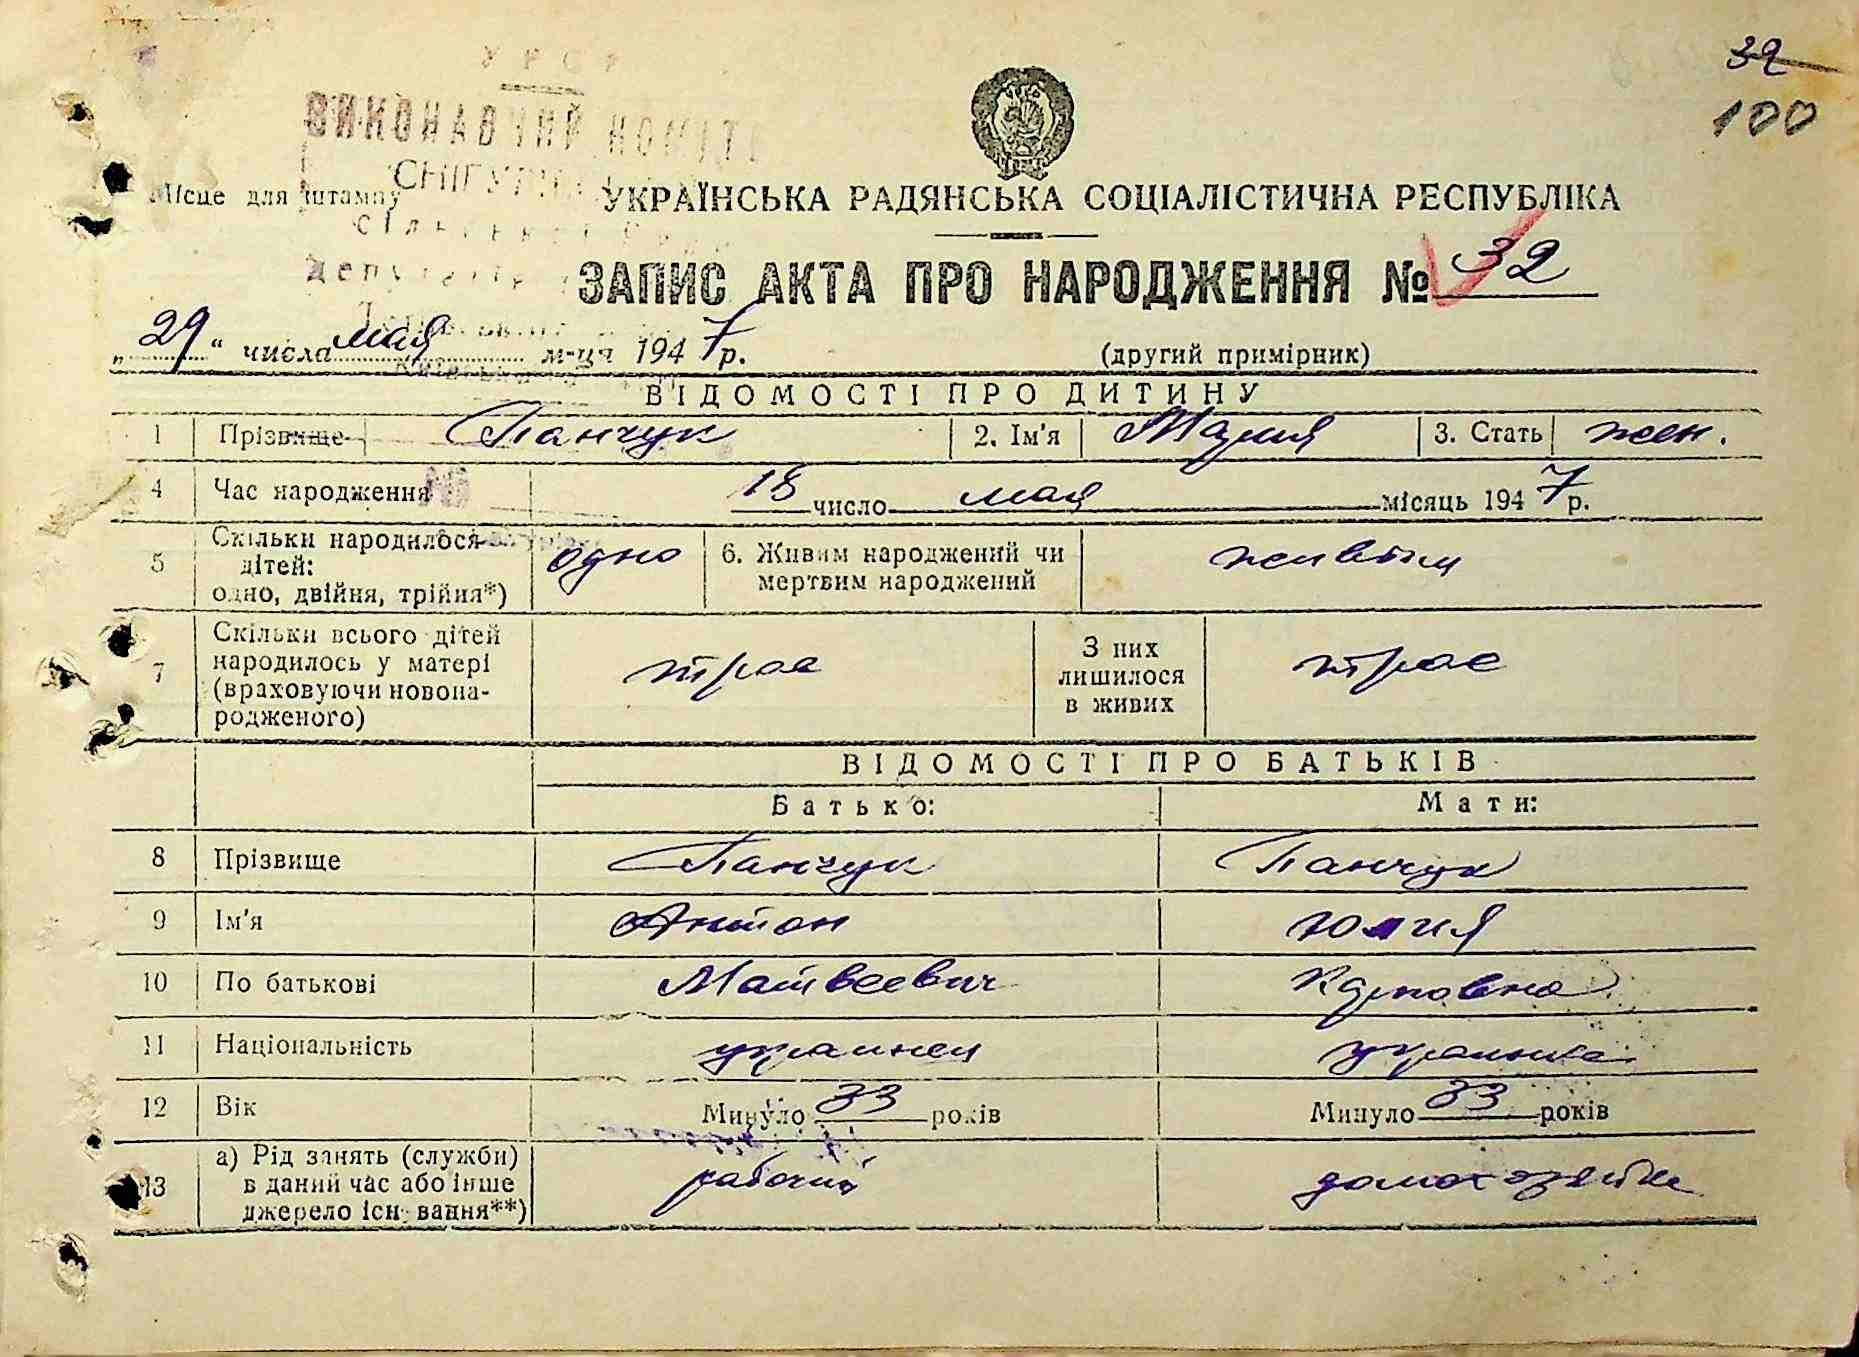 32
100
УРСР
ВИКОНАВЧИЙ КОМІТЕТ
Місце для штампу
УКРАЇНСЬКА РАДЯНСЬКА СОЦІАЛІСТИЧНА РЕСПУБЛІКА
ЗАПИС АКТА ПРО НАРОДЖЕННЯ № 32
„29“ числа мая м-ця 1947 р.
(другий примірник)
ВІДОМОСТІ ПРО ДИТИНУ
1 Прізвище Панчук 2. Ім'я Мария 3. Стать жен.
4 Час народження 18 число мая місяць 1947 р.
5 Скільки народилося дітей: одно, двійня, трійня*) одно 6. Живим народжений чи мертвим народжений живым
7 Скільки всього дітей народилось у матері (враховуючи новонародженого) трое З них лишилося в живих трое
ВІДОМОСТІ ПРО БАТЬКІВ
Батько: Мати:
8 Прізвище Панчук Панчук
9 Ім'я Антон Юлия
10 По батькові Матвеевич Карповна
11 Національність украинец украинка
12 Вік Минуло 33 років Минуло 33 років
13 а) Рід занять (служби) в даний час або інше джерело існування**) рабочий домохозяйка